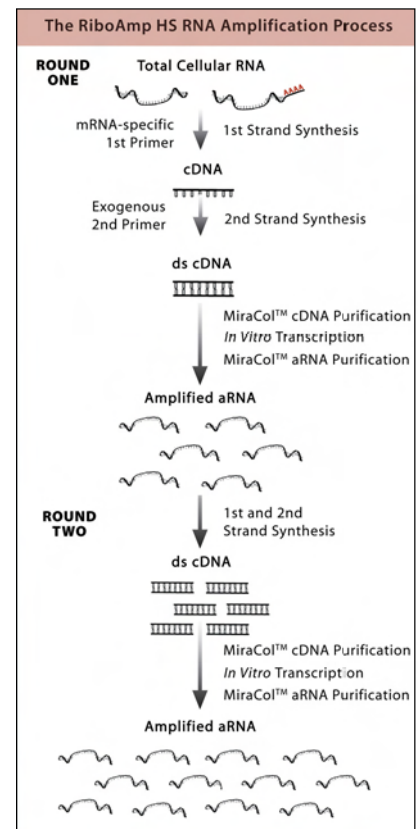 The RiboAmp HS RNA Amplification Process
ROUND
ONE
Total Cellular RNA
AAAA
mRNA-specific
1st Primer
1st Strand Synthesis
cDNA
Exogenous
2nd Primer
2nd Strand Synthesis
ds cDNA
MiraCol™ cDNA Purification
In Vitro Transcription
MiraCol™ aRNA Purification
Amplified aRNA
ROUND
TWO
1st and 2nd
Strand Synthesis
ds cDNA
MiraCol™ cDNA Purification
In Vitro Transcription
MiraCol™ aRNA Purification
Amplified aRNA